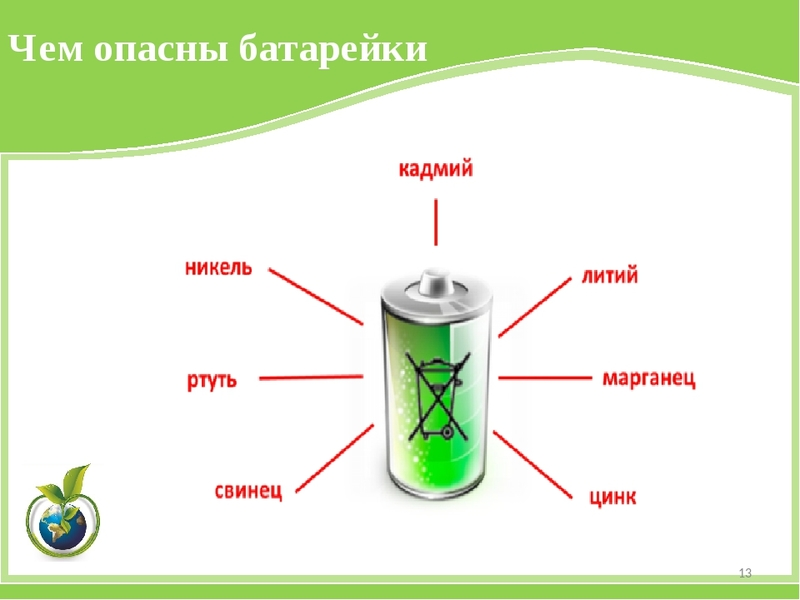 Чем опасны батарейки
кадмий
никель
литий
ртуть
марганец
свинец
цинк
13